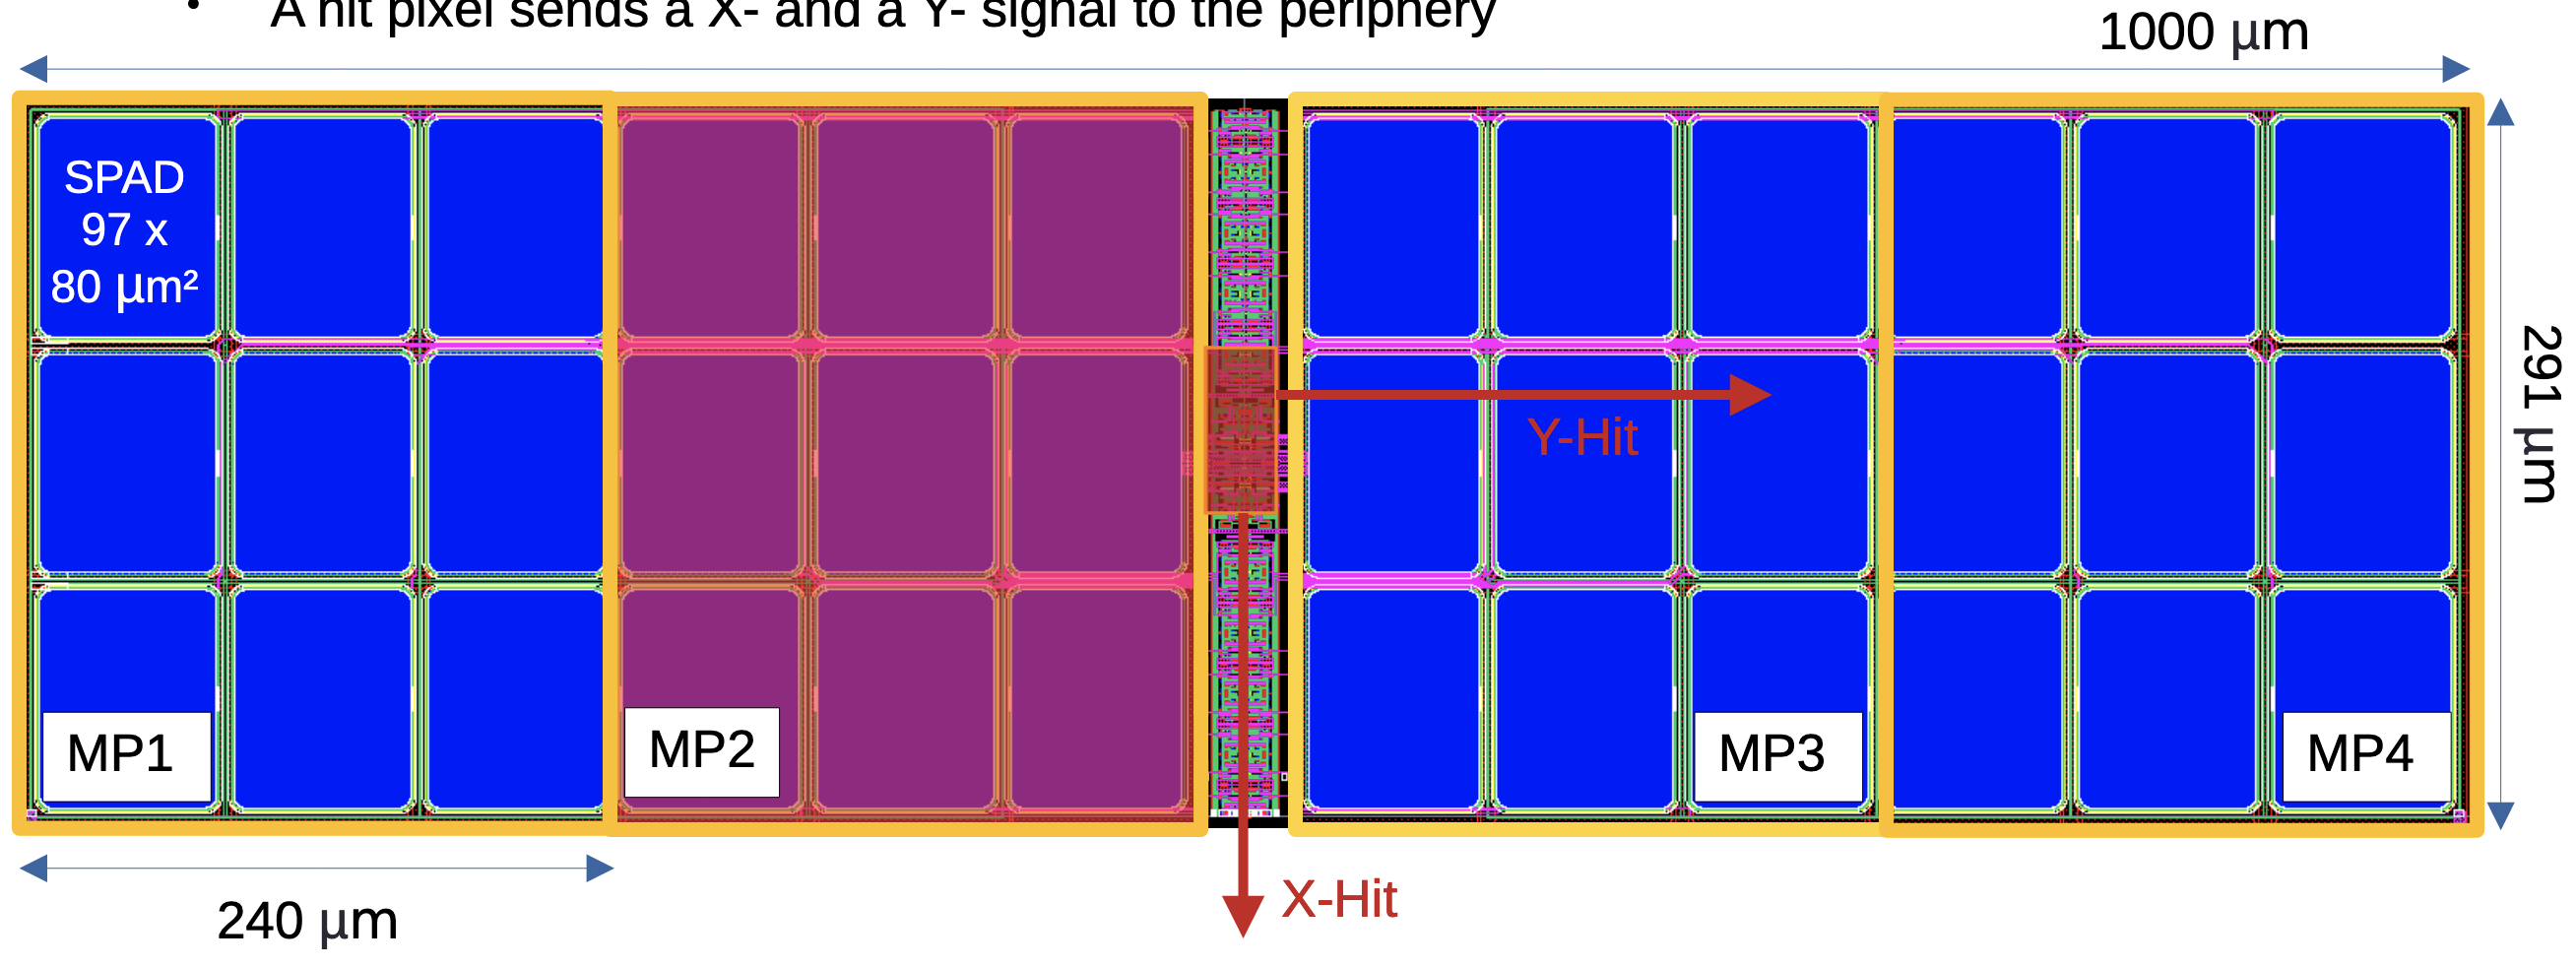 • A hit pixel sends a X- and a Y- signal to the periphery
1000 µm
SPAD
97 x
80 µm²
Y-Hit
291 µm
MP1
MP2
MP3
MP4
X-Hit
240 µm